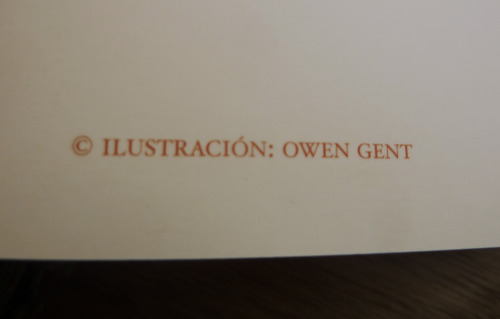 © ILUSTRACIÓN: OWEN GENT